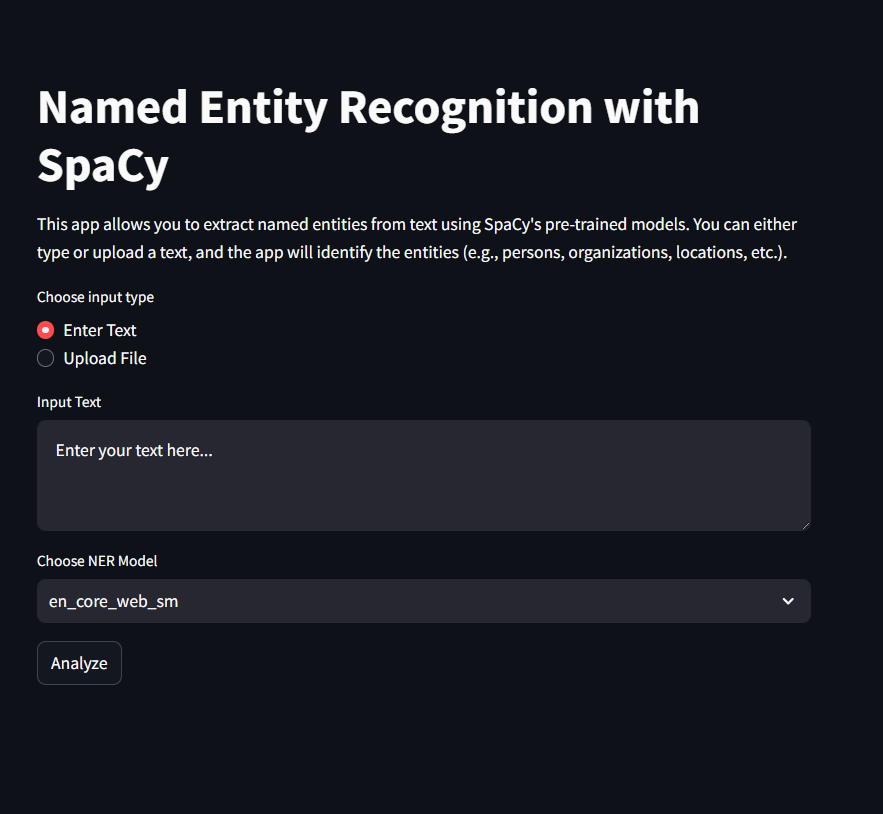 Named Entity Recognition with
SpaCy
This app allows you to extract named entities from text using SpaCy's pre-trained models. You can either
type or upload a text, and the app will identify the entities (e.g., persons, organizations, locations, etc.).
Choose input type
Enter Text
Upload File
Input Text
Enter your text here...
Choose NER Model
en_core_web_sm
Analyze